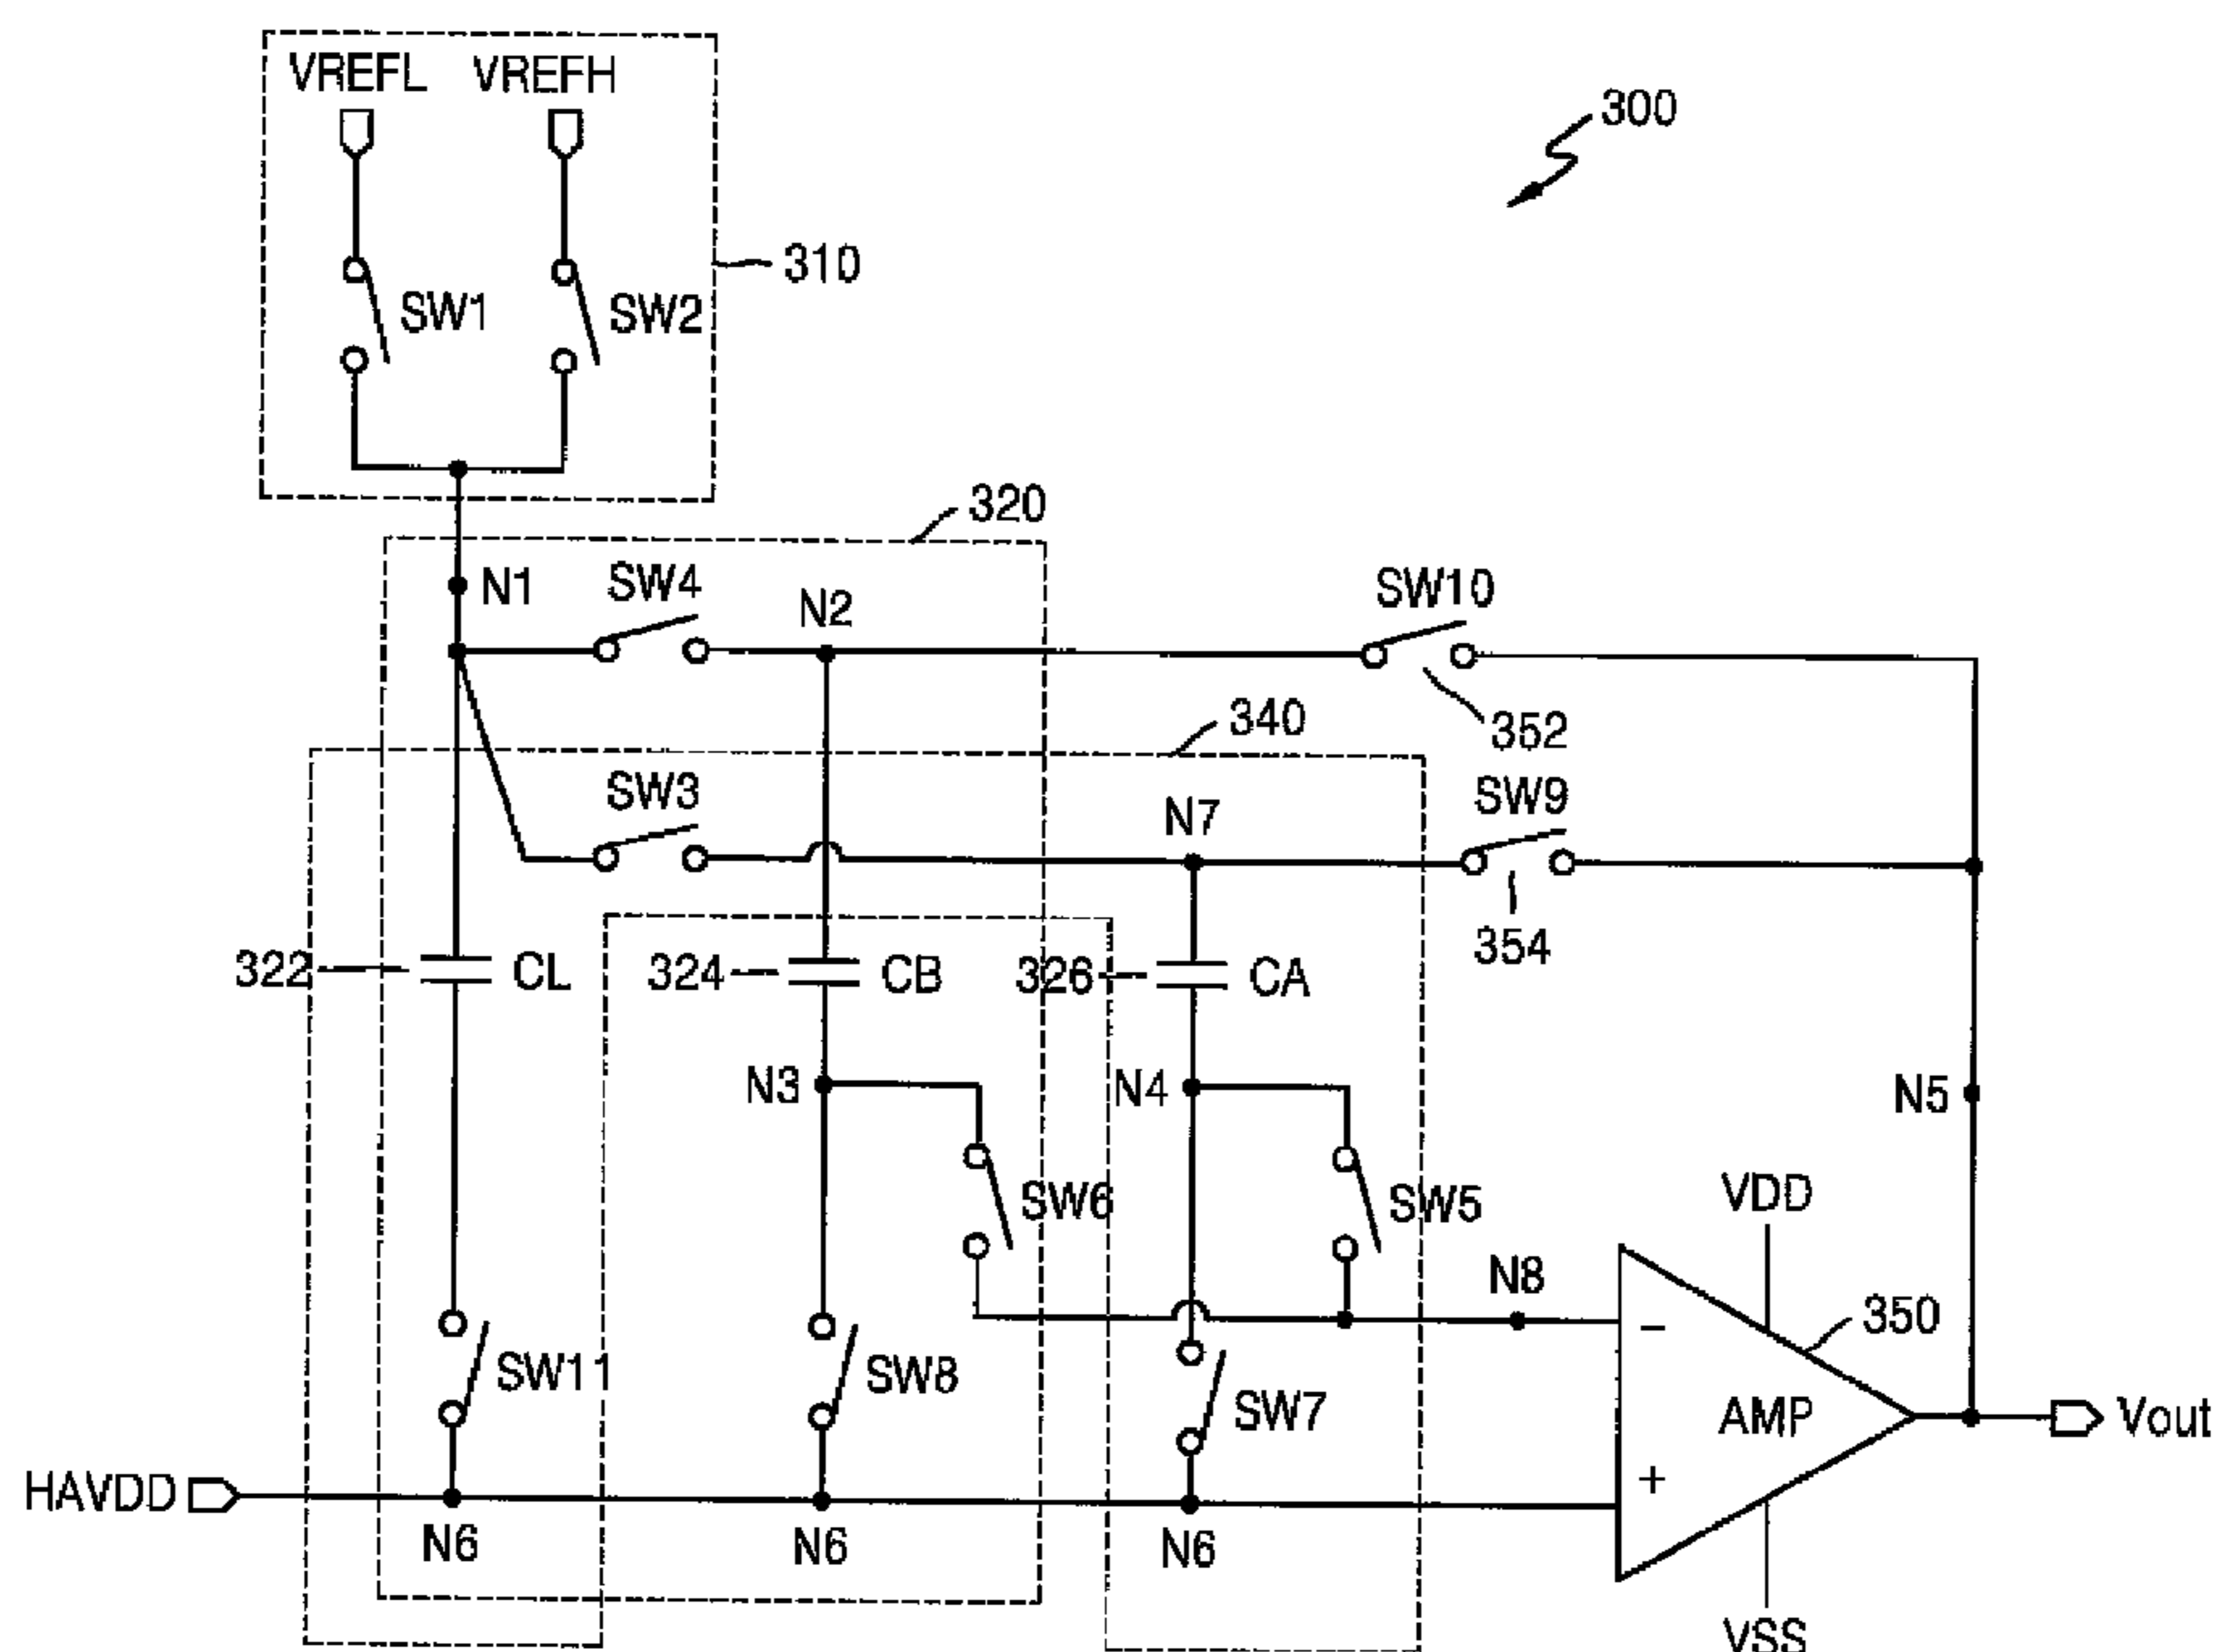 VREFL VREFH
300
310
SW1 SW2
320
N1 SW4 N2 SW10
352
340
SW3 N7 SW9
354
322 CL 324 CB 326 CA
N3 N4 N5
SW6 SW5 VDD
N8
350
SW11 SW8 SW7
− AMP Vout
+
HAVDD
N6 N6 N6
VSS